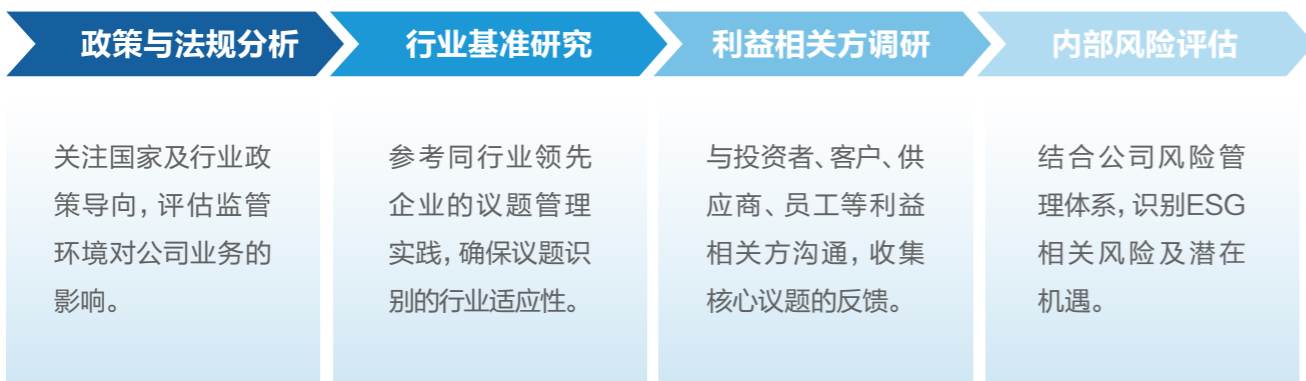 政策与法规分析
关注国家及行业政
策导向，评估监管
环境对公司业务的
影响。
行业基准研究
参考同行业领先
企业的议题管理
实践，确保议题识
别的行业适应性。
利益相关方调研
与投资者、客户、供
应商、员工等利益
相关方沟通，收集
核心议题的反馈。
内部风险评估
结合公司风险管
理体系，识别ESG
相关风险及潜在
机遇。